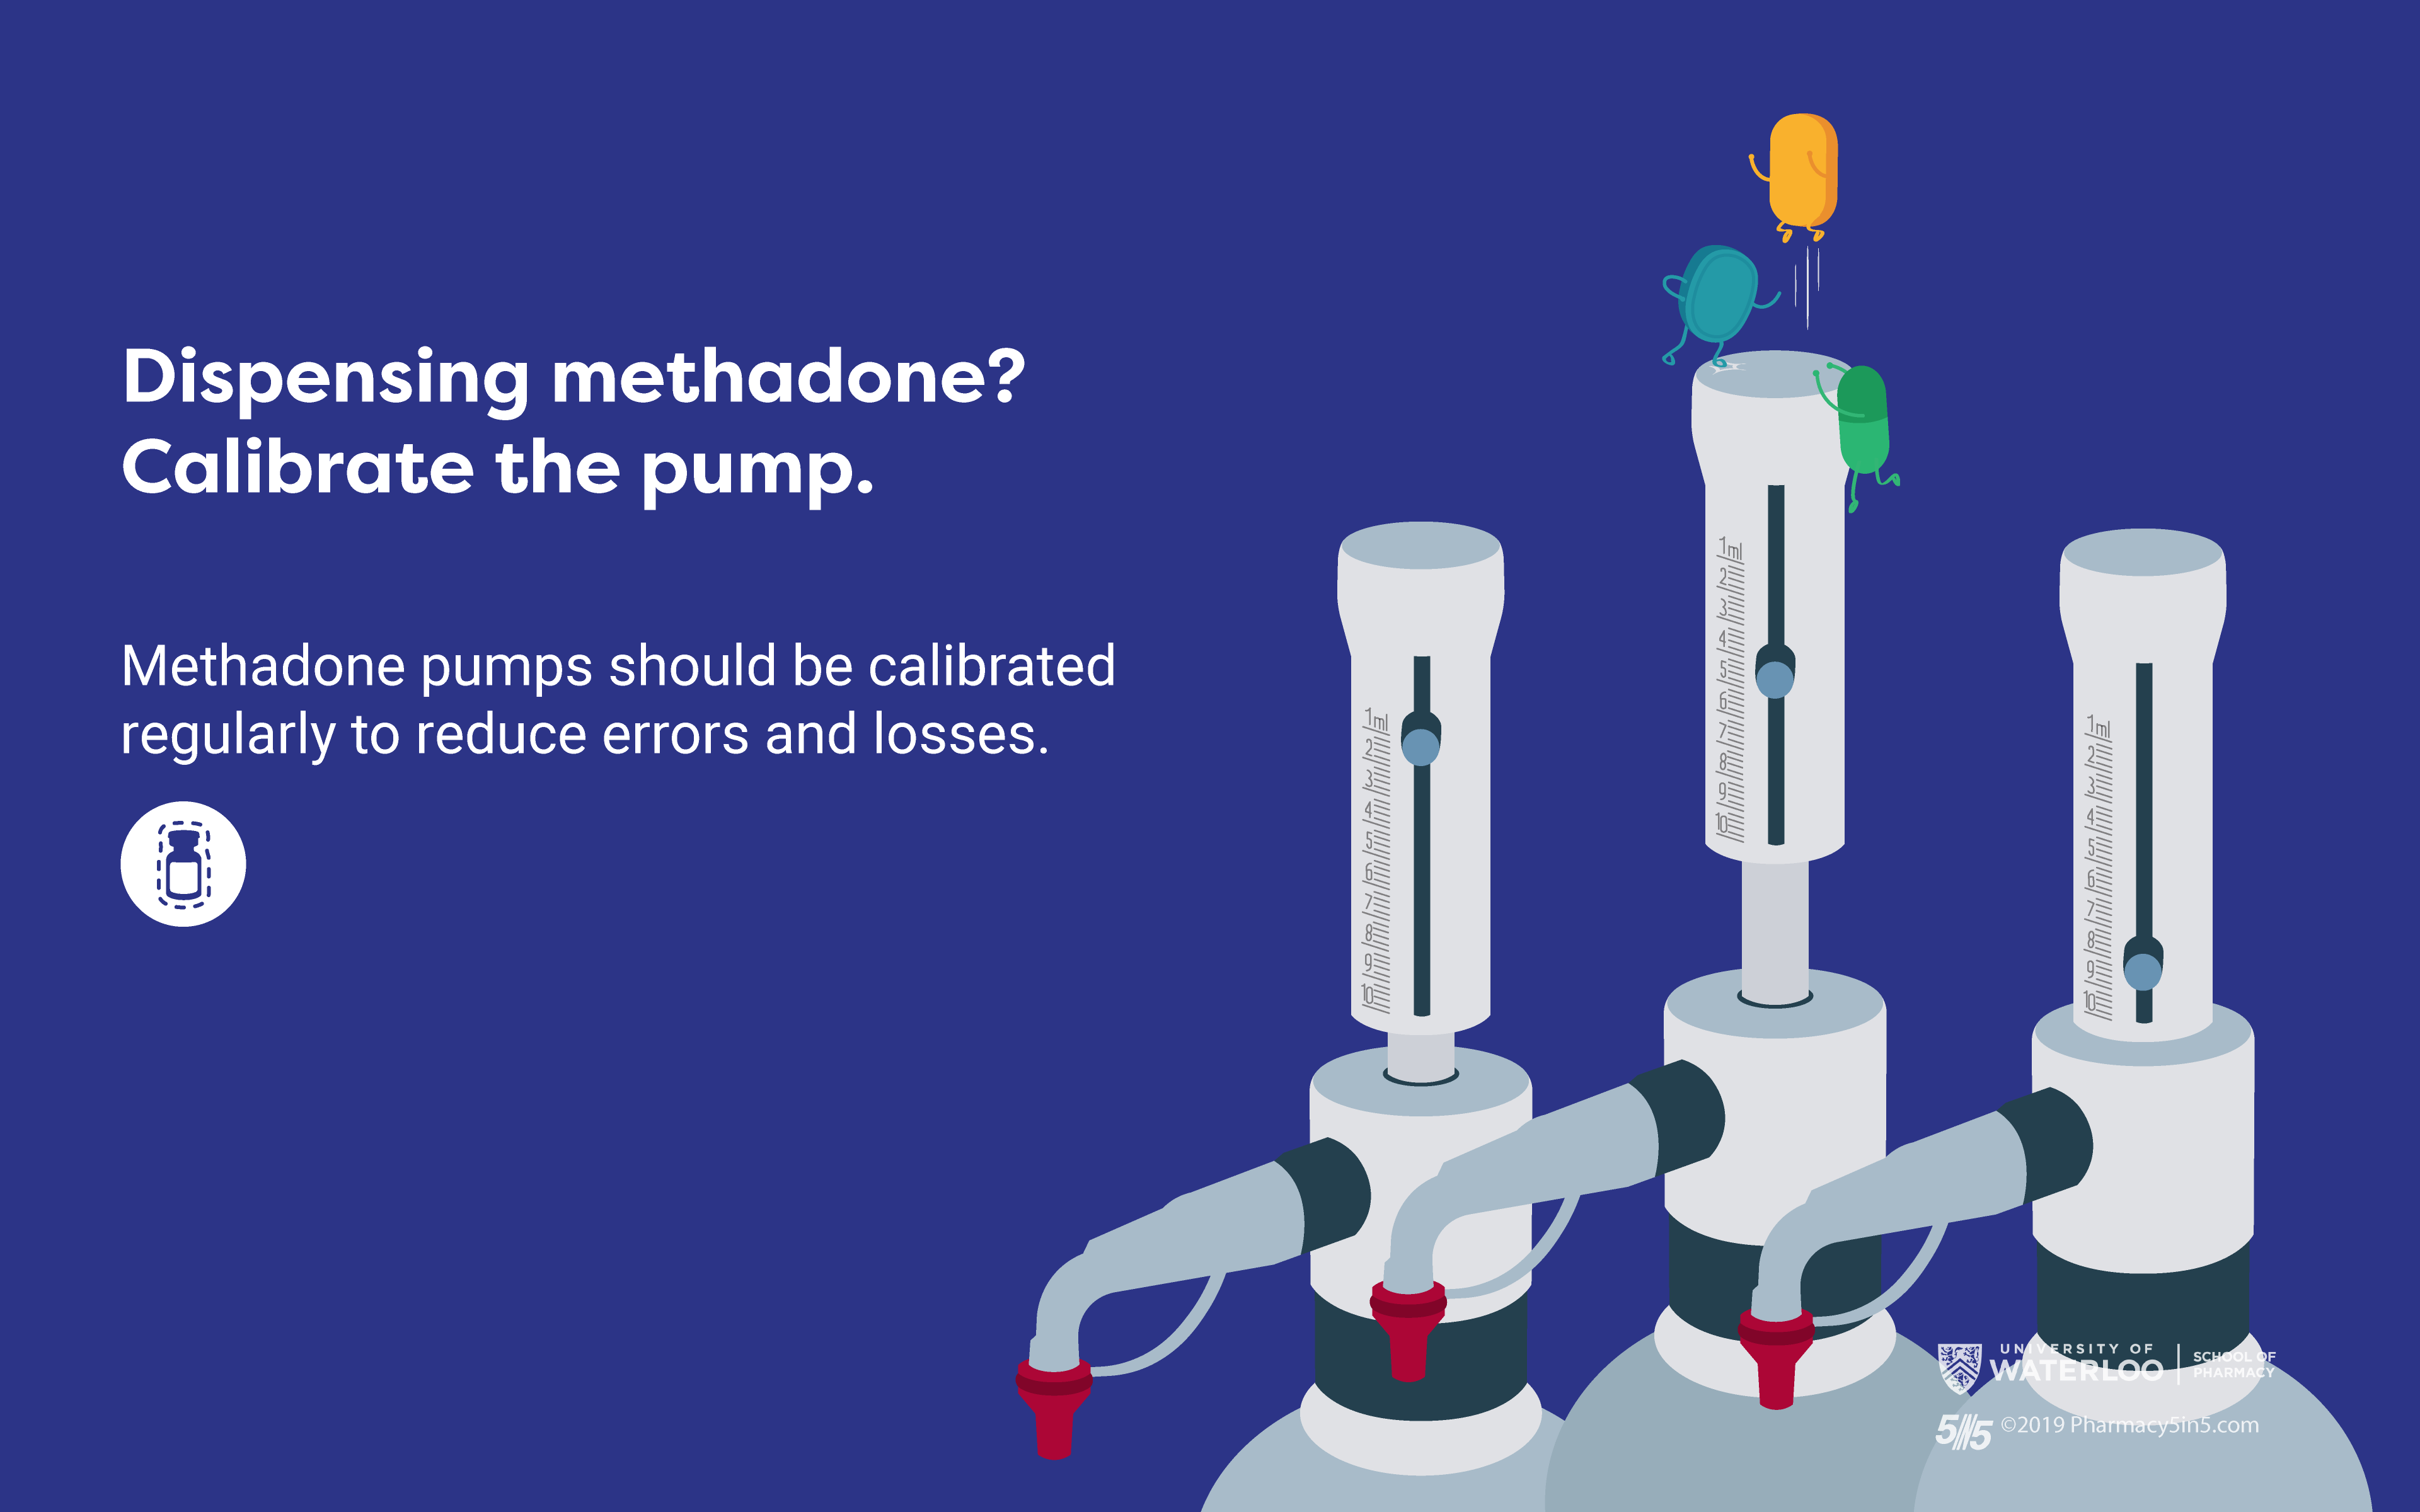 Dispensing methadone?
Calibrate the pump.
Methadone pumps should be calibrated
regularly to reduce errors and losses.
1ml
2
3
4
5
6
7
8
9
10
1ml
2
3
4
5
6
7
8
9
10
1ml
2
3
4
5
6
7
8
9
10
UNIVERSITY OF
WATERLOO
SCHOOL OF
PHARMACY
5in5 ©2019 Pharmacy5in5.com